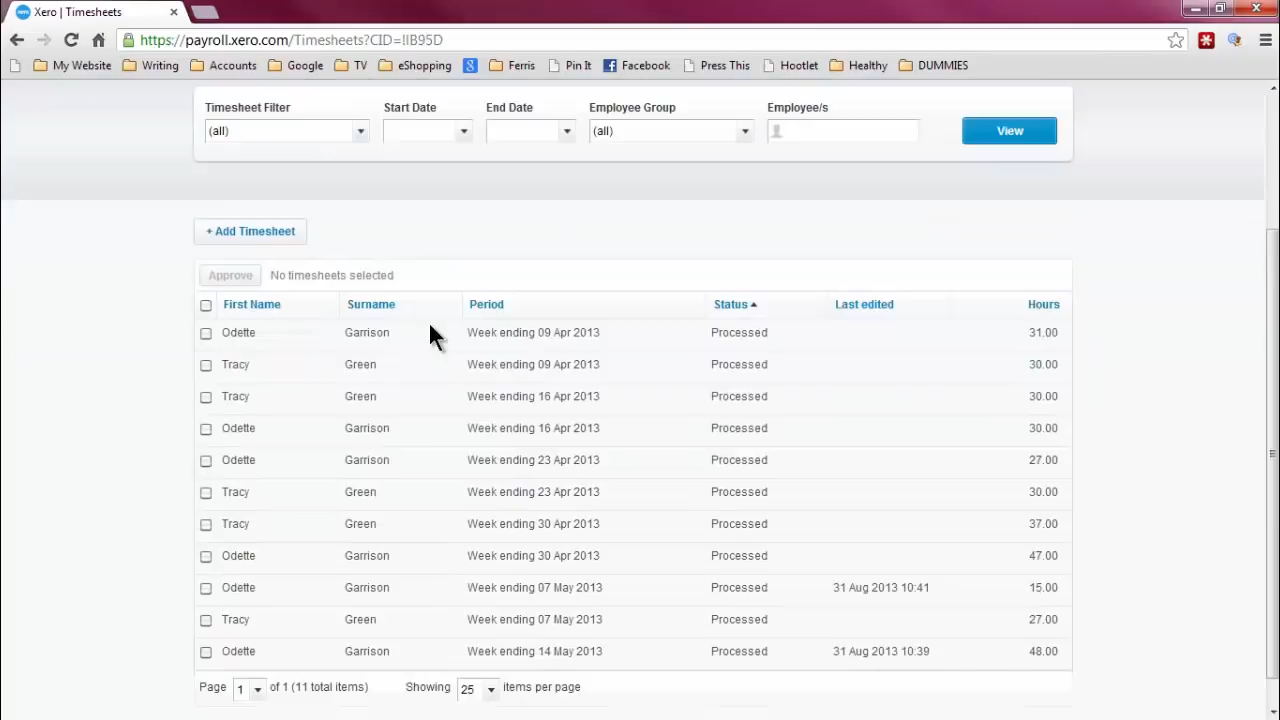 Xero | Timesheets
https://payroll.xero.com/Timesheets?CID=!IB95D
My Website Writing Accounts Google TV eShopping Ferris Pin It Facebook Press This Hootlet Healthy DUMMIES
Timesheet Filter Start Date End Date Employee Group Employee/s
(all) (all) View
+ Add Timesheet
Approve No timesheets selected
First Name Surname Period Status Last edited Hours
Odette Garrison Week ending 09 Apr 2013 Processed 31.00
Tracy Green Week ending 09 Apr 2013 Processed 30.00
Tracy Green Week ending 16 Apr 2013 Processed 30.00
Odette Garrison Week ending 16 Apr 2013 Processed 30.00
Odette Garrison Week ending 23 Apr 2013 Processed 27.00
Tracy Green Week ending 23 Apr 2013 Processed 30.00
Tracy Green Week ending 30 Apr 2013 Processed 37.00
Odette Garrison Week ending 30 Apr 2013 Processed 47.00
Odette Garrison Week ending 07 May 2013 Processed 31 Aug 2013 10:41 15.00
Tracy Green Week ending 07 May 2013 Processed 27.00
Odette Garrison Week ending 14 May 2013 Processed 31 Aug 2013 10:39 48.00
Page 1 of 1 (11 total items) Showing 25 items per page